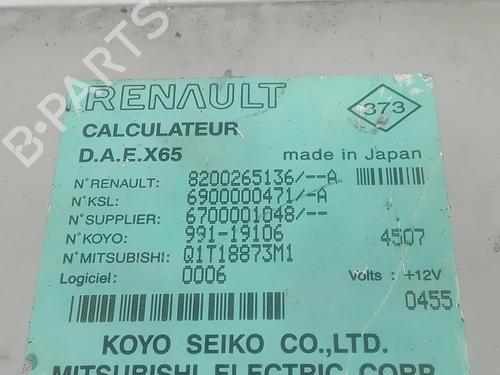 B-PARTS
RENAULT
373
CALCULATEUR
D.A.E.X65
made in Japan
N°RENAULT: 8200265136/--A
N°KSL: 6900000471/-A
N°SUPPLIER: 6700001048/--
N°KOYO: 991-19106
4507
N°MITSUBISHI: Q1T18873M1
Logiciel: 0006
Volts : +12V
0455
KOYO SEIKO CO.,LTD.
MITSUBISHI ELECTRIC CORP.